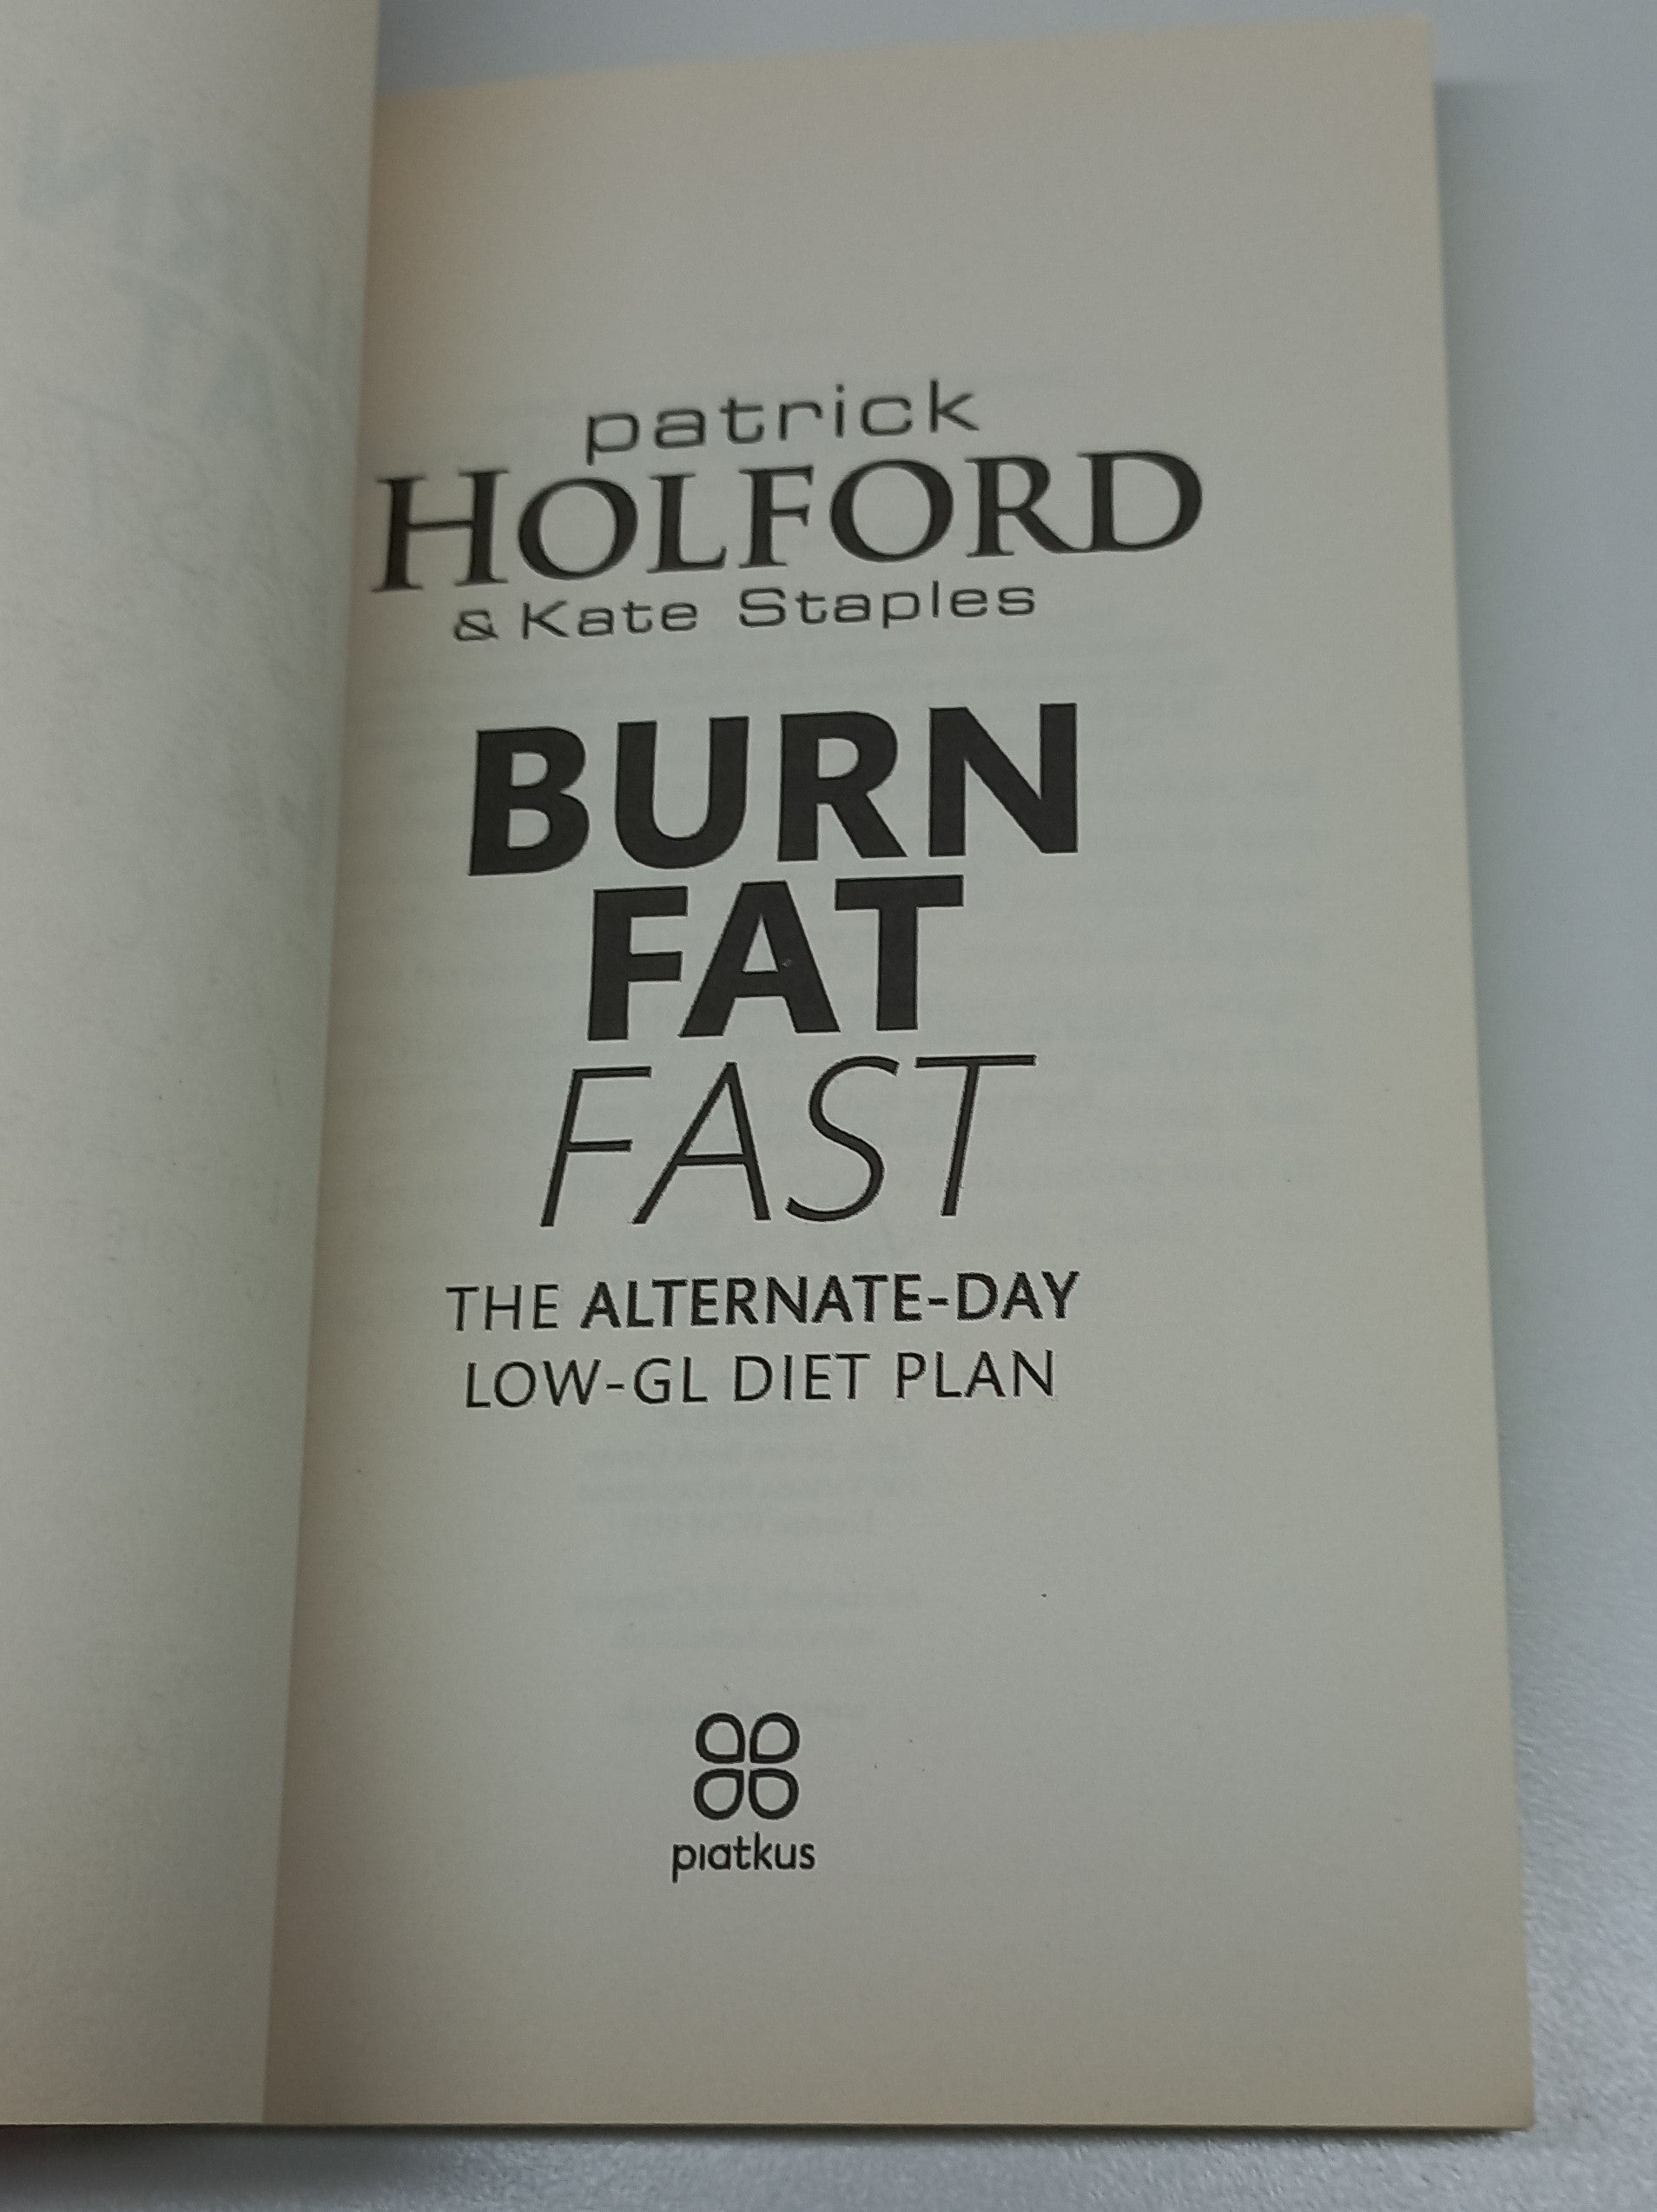 patrick
HOLFORD
& Kate Staples
BURN
FAT
FAST
THE ALTERNATE-DAY
LOW-GL DIET PLAN
piatkus